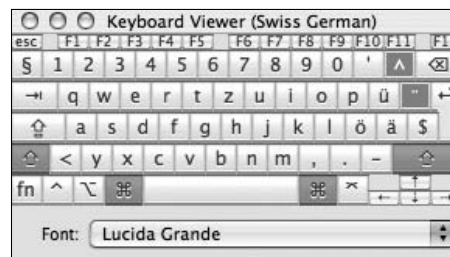 Keyboard Viewer (Swiss German)
esc F1 F2 F3 F4 F5 F6 F7 F8 F9 F10 F11 F1
§ 1 2 3 4 5 6 7 8 9 0 ' ^ ⌫
⇥ q w e r t z u i o p ü ¨ ↩
⇪ a s d f g h j k l ö ä $
⇧ < y x c v b n m , . - ⇧
fn ^ ⌥ ⌘ ⌘ ⌤ ← ↑ ↓ →
Font: Lucida Grande